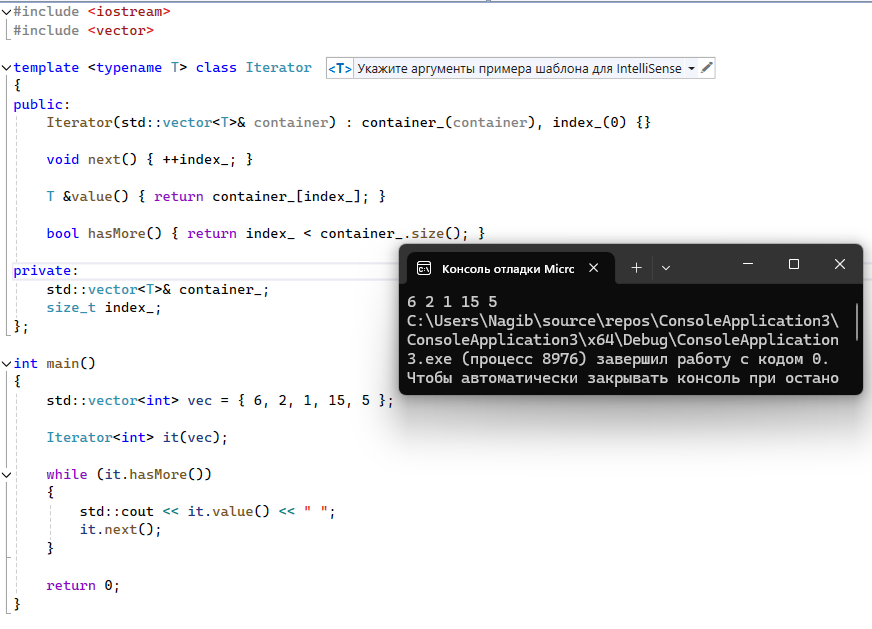 #include <iostream>
#include <vector>
template <typename T> class Iterator <T> Укажите аргументы примера шаблона для IntelliSense
{
public:
Iterator(std::vector<T>& container) : container_(container), index_(0) {}
void next() { ++index_; }
T &value() { return container_[index_]; }
bool hasMore() { return index_ < container_.size(); }
private:
std::vector<T>& container_;
size_t index_;
};
int main()
{
std::vector<int> vec = { 6, 2, 1, 15, 5 };
Iterator<int> it(vec);
while (it.hasMore())
{
std::cout << it.value() << " ";
it.next();
}
return 0;
}
Консоль отладки Micrc
6 2 1 15 5
C:\Users\Nagib\source\repos\ConsoleApplication3\
ConsoleApplication3\x64\Debug\ConsoleApplication
3.exe (процесс 8976) завершил работу с кодом 0.
Чтобы автоматически закрывать консоль при остано